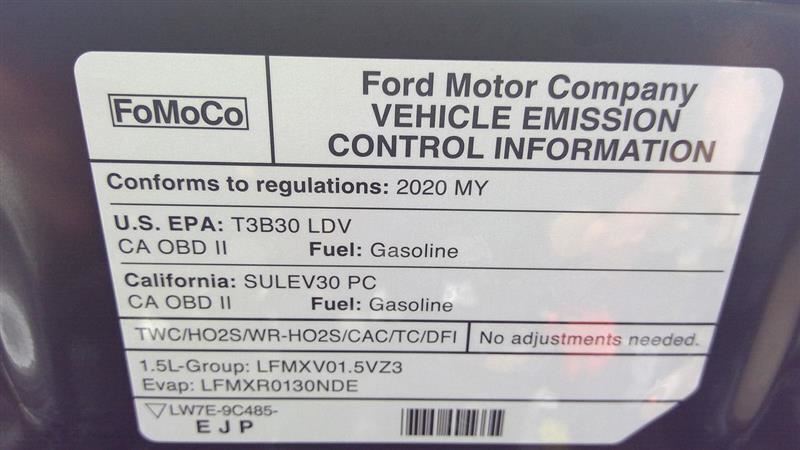 FoMoCo
Ford Motor Company
VEHICLE EMISSION
CONTROL INFORMATION
Conforms to regulations: 2020 MY
U.S. EPA: T3B30 LDV
CA OBD II Fuel: Gasoline
California: SULEV30 PC
CA OBD II Fuel: Gasoline
TWC/HO2S/WR-HO2S/CAC/TC/DFI No adjustments needed.
1.5L-Group: LFMXV01.5VZ3
Evap: LFMXR0130NDE
LW7E-9C485-
EJP